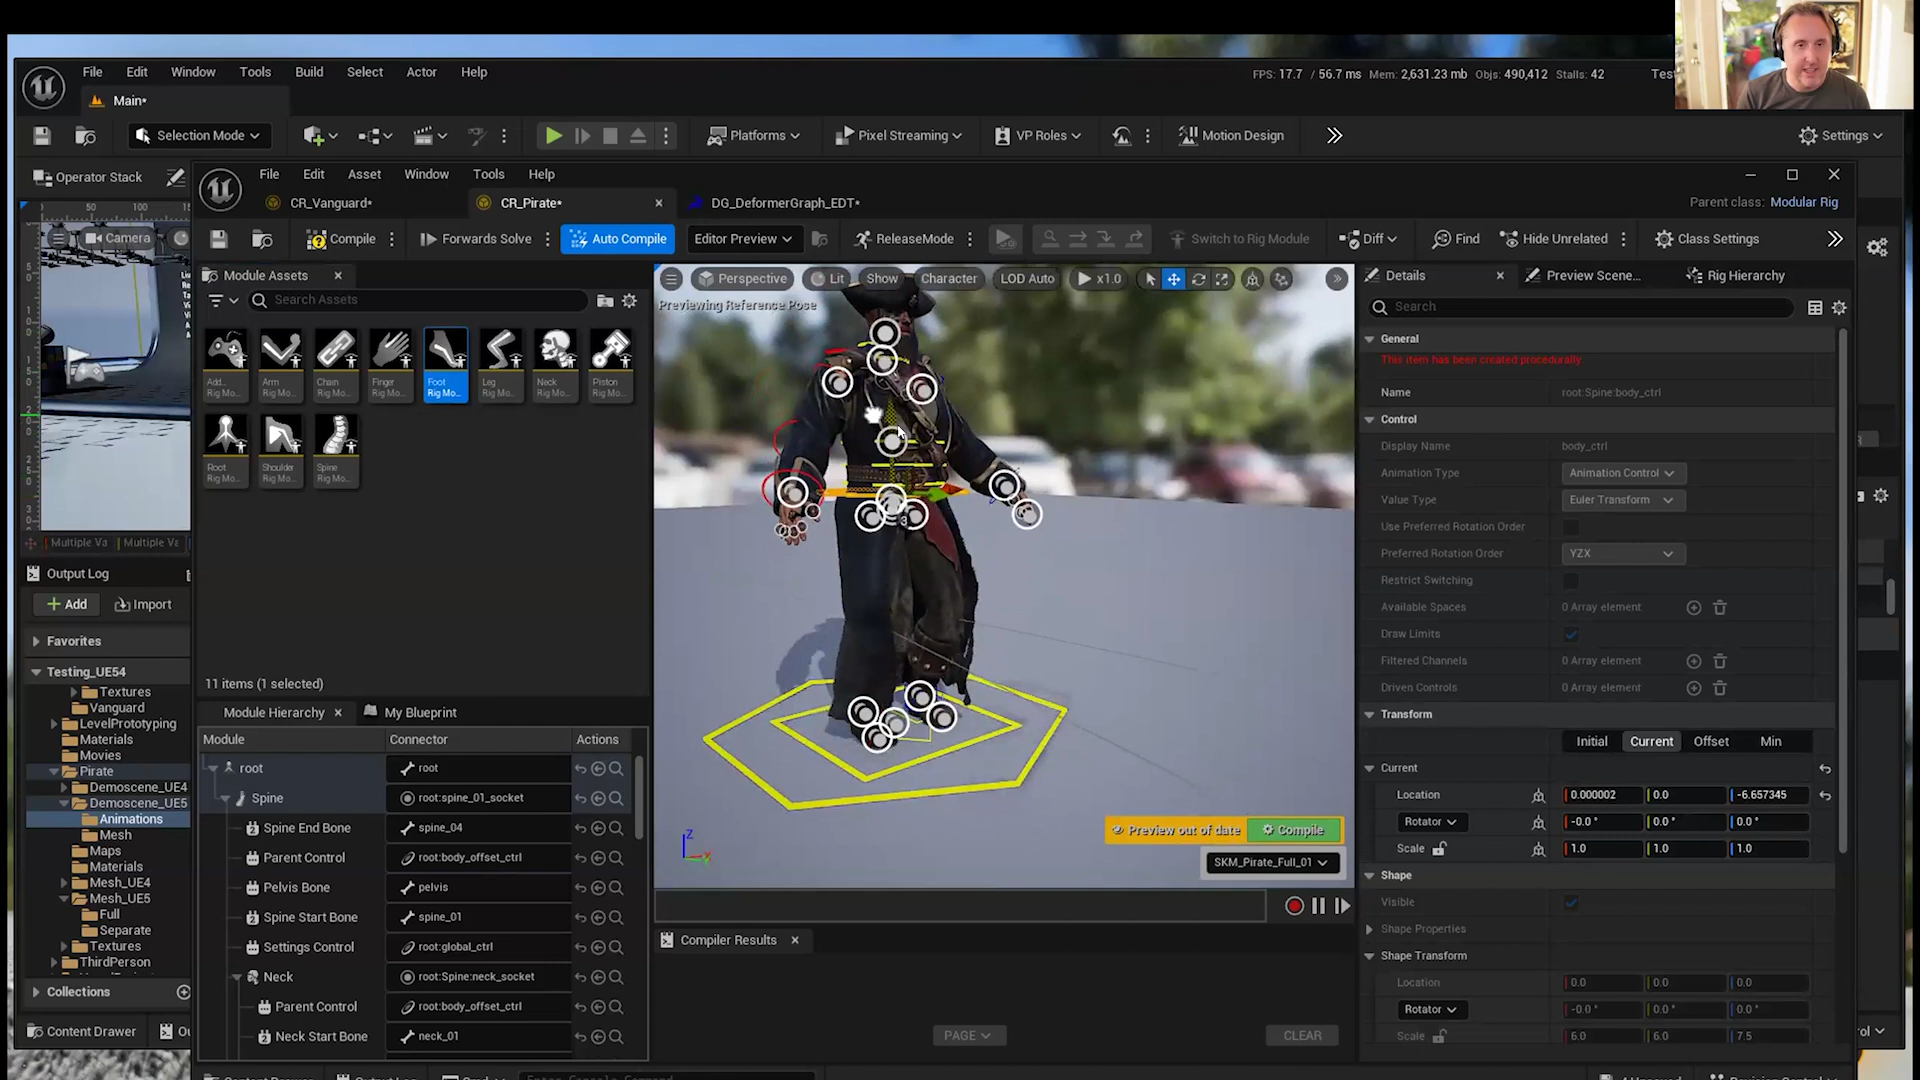 File Edit Window Tools Build Select Actor Help
FPS: 17.7 / 56.7 ms Mem: 2,631.23 mb Objs: 490,412 Stalls: 42
Main*
Selection Mode
Platforms
Pixel Streaming
VP Roles
Motion Design
Settings
Operator Stack
File Edit Asset Window Tools Help
CR_Vanguard*
CR_Pirate*
DG_DeformerGraph_EDT*
Parent class: Modular Rig
Compile
Forwards Solve
Auto Compile
Editor Preview
ReleaseMode
Switch to Rig Module
Diff
Find
Hide Unrelated
Class Settings
50 100
Camera
Multiple Va Multiple Va
Output Log
Add
Import
Favorites
Testing_UE54
Textures
Vanguard
LevelPrototyping
Materials
Movies
Pirate
Demoscene_UE4
Demoscene_UE5
Animations
Mesh
Maps
Materials
Mesh_UE4
Mesh_UE5
Full
Separate
Textures
ThirdPerson
Collections
Content Drawer
Module Assets
Search Assets
Add..
Rig Mo...
Arm
Rig Mo...
Chain
Rig Mo...
Finger
Rig Mo...
Foot
Rig Mo...
Leg
Rig Mo...
Neck
Rig Mo...
Piston
Rig Mo...
Root
Rig Mo...
Shoulder
Rig Mo...
Spine
Rig Mo...
11 items (1 selected)
Module Hierarchy
My Blueprint
Module Connector Actions
root root
Spine root:spine_01_socket
Spine End Bone spine_04
Parent Control root:body_offset_ctrl
Pelvis Bone pelvis
Spine Start Bone spine_01
Settings Control root:global_ctrl
Neck root:Spine:neck_socket
Parent Control root:body_offset_ctrl
Neck Start Bone neck_01
Perspective
Lit
Show
Character
LOD Auto
x1.0
Previewing Reference Pose
3
Z
Preview out of date
Compile
SKM_Pirate_Full_01
Compiler Results
PAGE
CLEAR
Details
Preview Scene...
Rig Hierarchy
Search
General
This item has been created procedurally
Name root:Spine:body_ctrl
Control
Display Name body_ctrl
Animation Type Animation Control
Value Type Euler Transform
Use Preferred Rotation Order
Preferred Rotation Order YZX
Restrict Switching
Available Spaces 0 Array element
Draw Limits
Filtered Channels 0 Array element
Driven Controls 0 Array element
Transform
Initial Current Offset Min
Current
Location 0.000002 0.0 -6.657345
Rotator -0.0 ° 0.0 ° 0.0 °
Scale 1.0 1.0 1.0
Shape
Visible
Shape Properties
Shape Transform
Location 0.0 0.0 0.0
Rotator -0.0 ° 0.0 ° 0.0 °
Scale 6.0 6.0 7.5